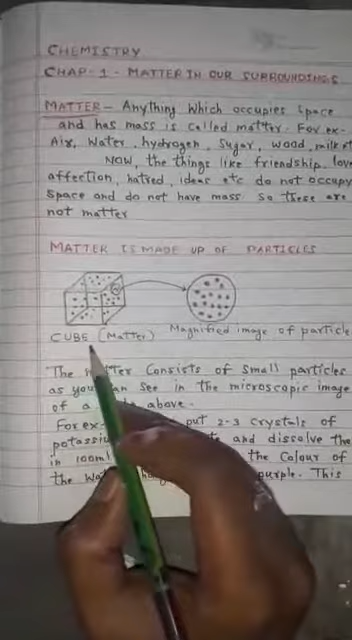 CHEMISTRY
CHAP-1 - MATTER IN OUR SURROUNDINGS
MATTER - Anything which occupies space
and has mass is called matter. For ex-
Air, Water, hydrogen, Sugar, wood, milk et
NOW, the things like friendship, love
affection, hatred, ideas etc do not occupy
space and do not have mass so these are
not matter
MATTER IS MADE UP OF PARTICLES
CUBE (Matter) Magnified image of particle
The matter consists of small particles
as you can see in the microscopic image
of a above.
For ex- put 2-3 crystals of
and dissolve the
in 100ml the colour of
the purple. This